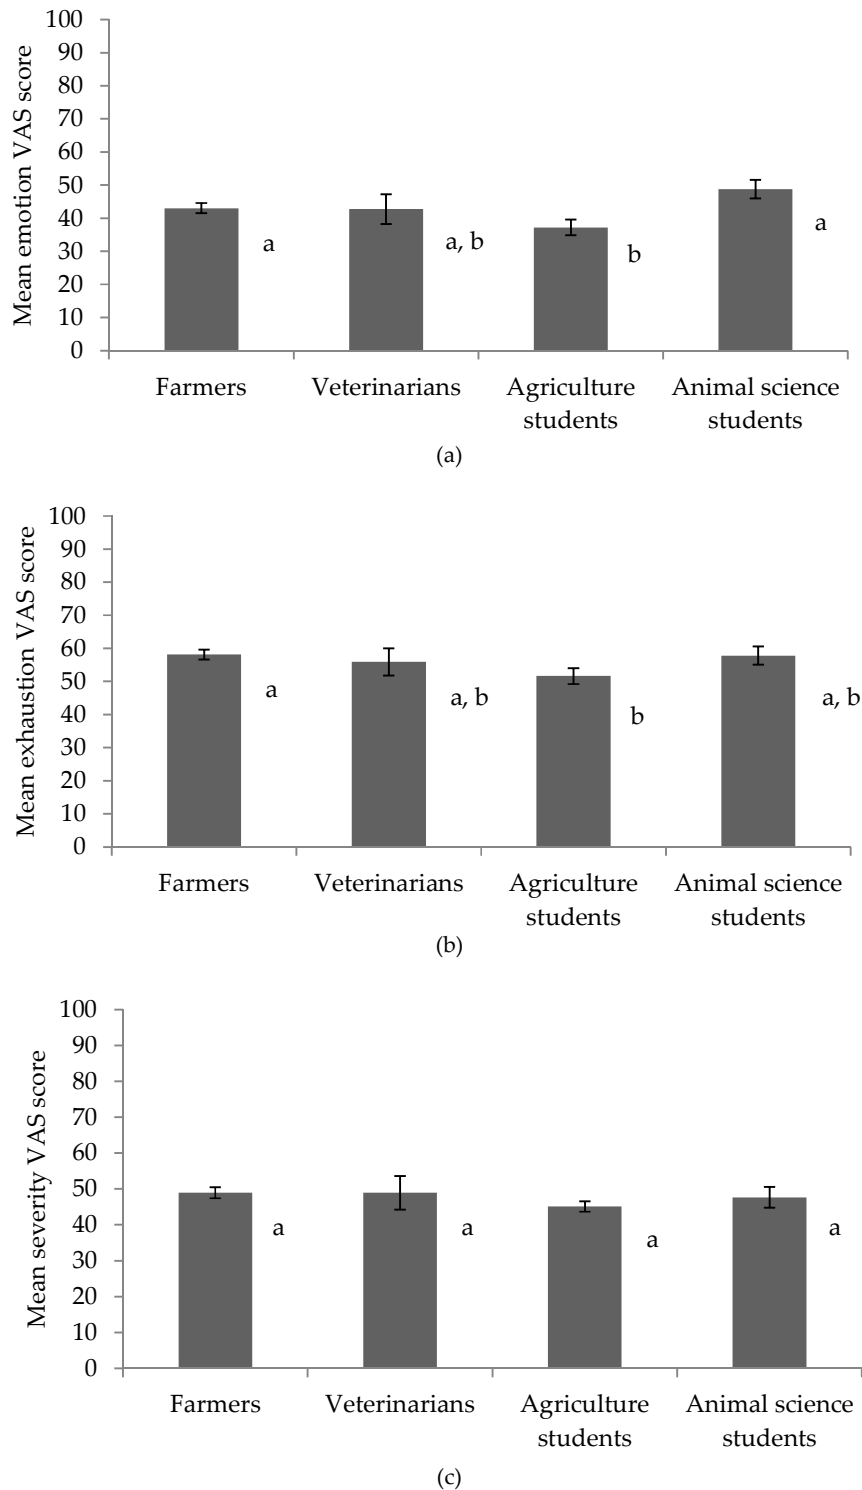 100
90
80
70
60
50
40
30
20
10
0
Mean emotion VAS score
a
a, b
b
a
Farmers
Veterinarians
Agriculture
students
Animal science
students
(a)
100
90
80
70
60
50
40
30
20
10
0
Mean exhaustion VAS score
a
a, b
b
a, b
Farmers
Veterinarians
Agriculture
students
Animal science
students
(b)
100
90
80
70
60
50
40
30
20
10
0
Mean severity VAS score
a
a
a
a
Farmers
Veterinarians
Agriculture
students
Animal science
students
(c)